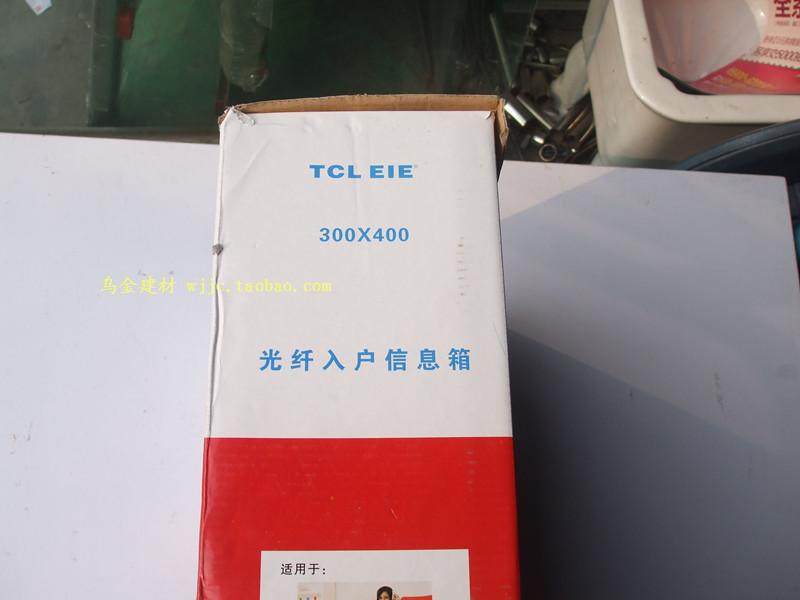 TCL EIE
300X400
乌金建材 wjjc.taobao.com
光纤入户信息箱
适用于: